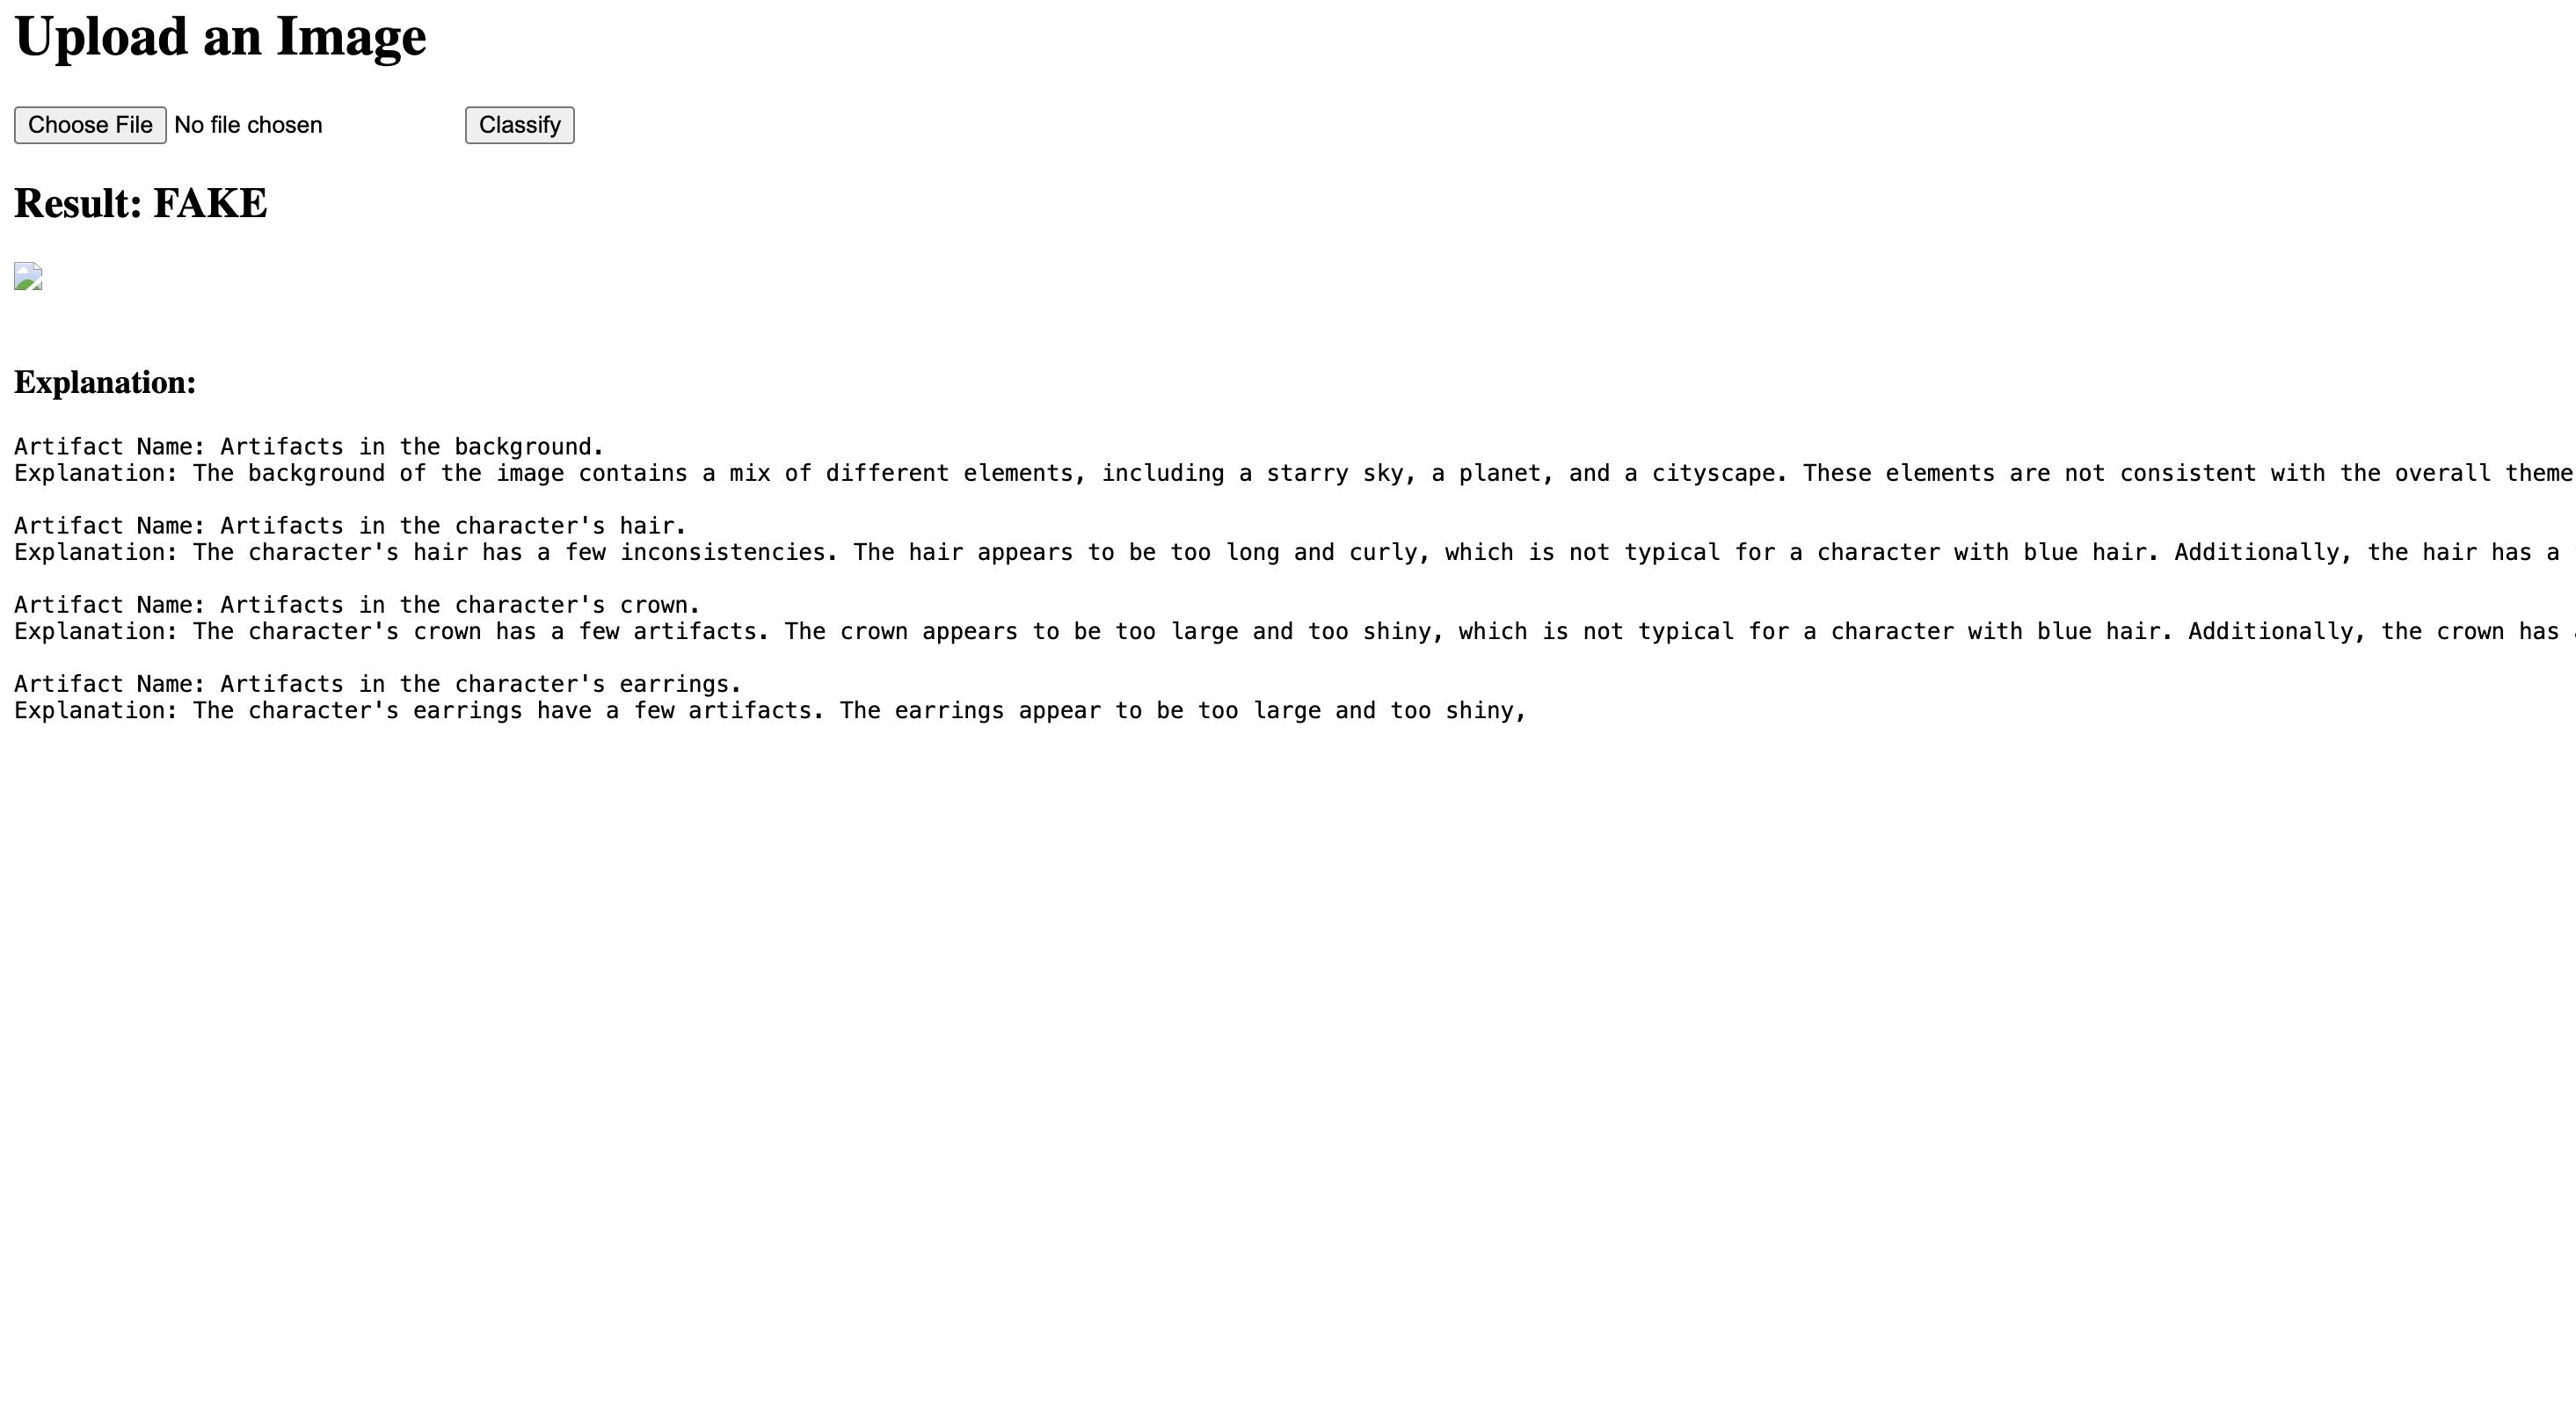 Upload an Image
Choose File No file chosen Classify
Result: FAKE
Explanation:
Artifact Name: Artifacts in the background.
Explanation: The background of the image contains a mix of different elements, including a starry sky, a planet, and a cityscape. These elements are not consistent with the overall theme
Artifact Name: Artifacts in the character's hair.
Explanation: The character's hair has a few inconsistencies. The hair appears to be too long and curly, which is not typical for a character with blue hair. Additionally, the hair has a
Artifact Name: Artifacts in the character's crown.
Explanation: The character's crown has a few artifacts. The crown appears to be too large and too shiny, which is not typical for a character with blue hair. Additionally, the crown has
Artifact Name: Artifacts in the character's earrings.
Explanation: The character's earrings have a few artifacts. The earrings appear to be too large and too shiny,